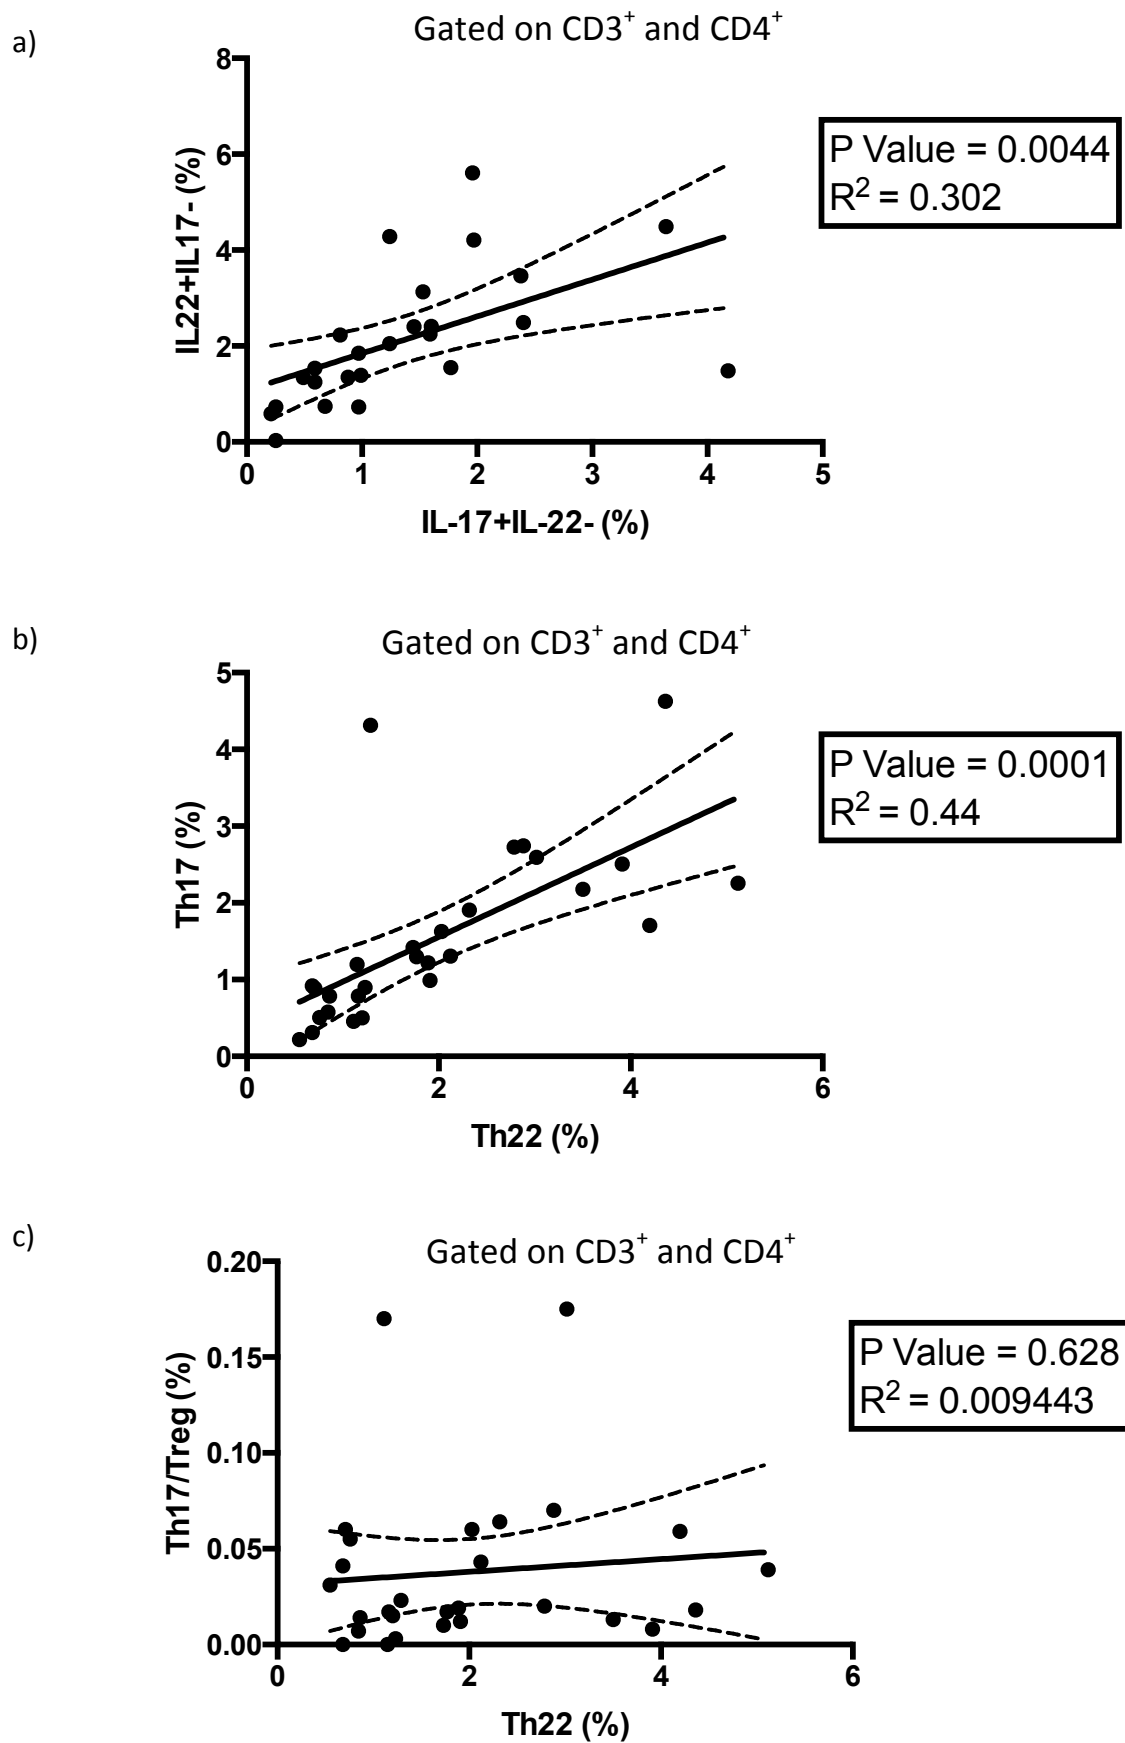 a)
Gated on CD3+ and CD4+
8
6
4
2
0
IL22+IL17- (%)
0 1 2 3 4 5
IL-17+IL-22- (%)
P Value = 0.0044
R2 = 0.302
b)
Gated on CD3+ and CD4+
5
4
3
2
1
0
Th17 (%)
0 2 4 6
Th22 (%)
P Value = 0.0001
R2 = 0.44
c)
Gated on CD3+ and CD4+
0.20
0.15
0.10
0.05
0.00
Th17/Treg (%)
0 2 4 6
Th22 (%)
P Value = 0.628
R2 = 0.009443